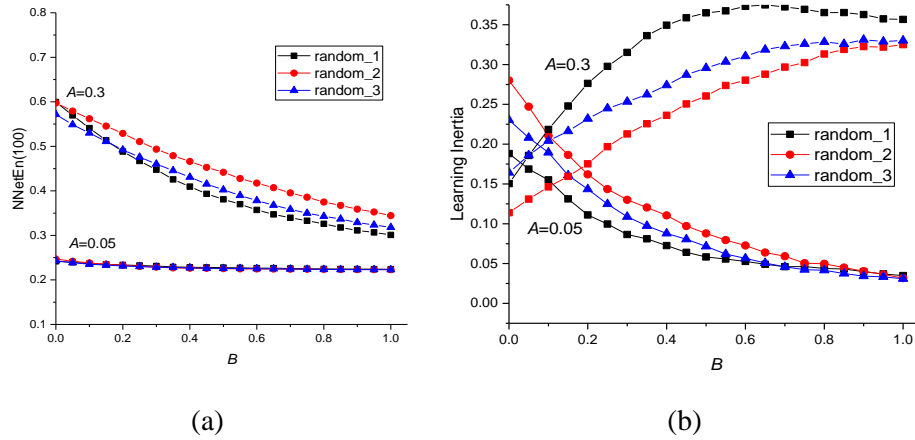 0.8
0.7
0.6
0.5
0.4
0.3
0.2
0.1
NNetEn(100)
A=0.3
A=0.05
random_1
random_2
random_3
0.0 0.2 0.4 0.6 0.8 1.0
B
(a)
0.35
0.30
0.25
0.20
0.15
0.10
0.05
0.00
Learning Inertia
A=0.3
A=0.05
random_1
random_2
random_3
0.0 0.2 0.4 0.6 0.8 1.0
B
(b)